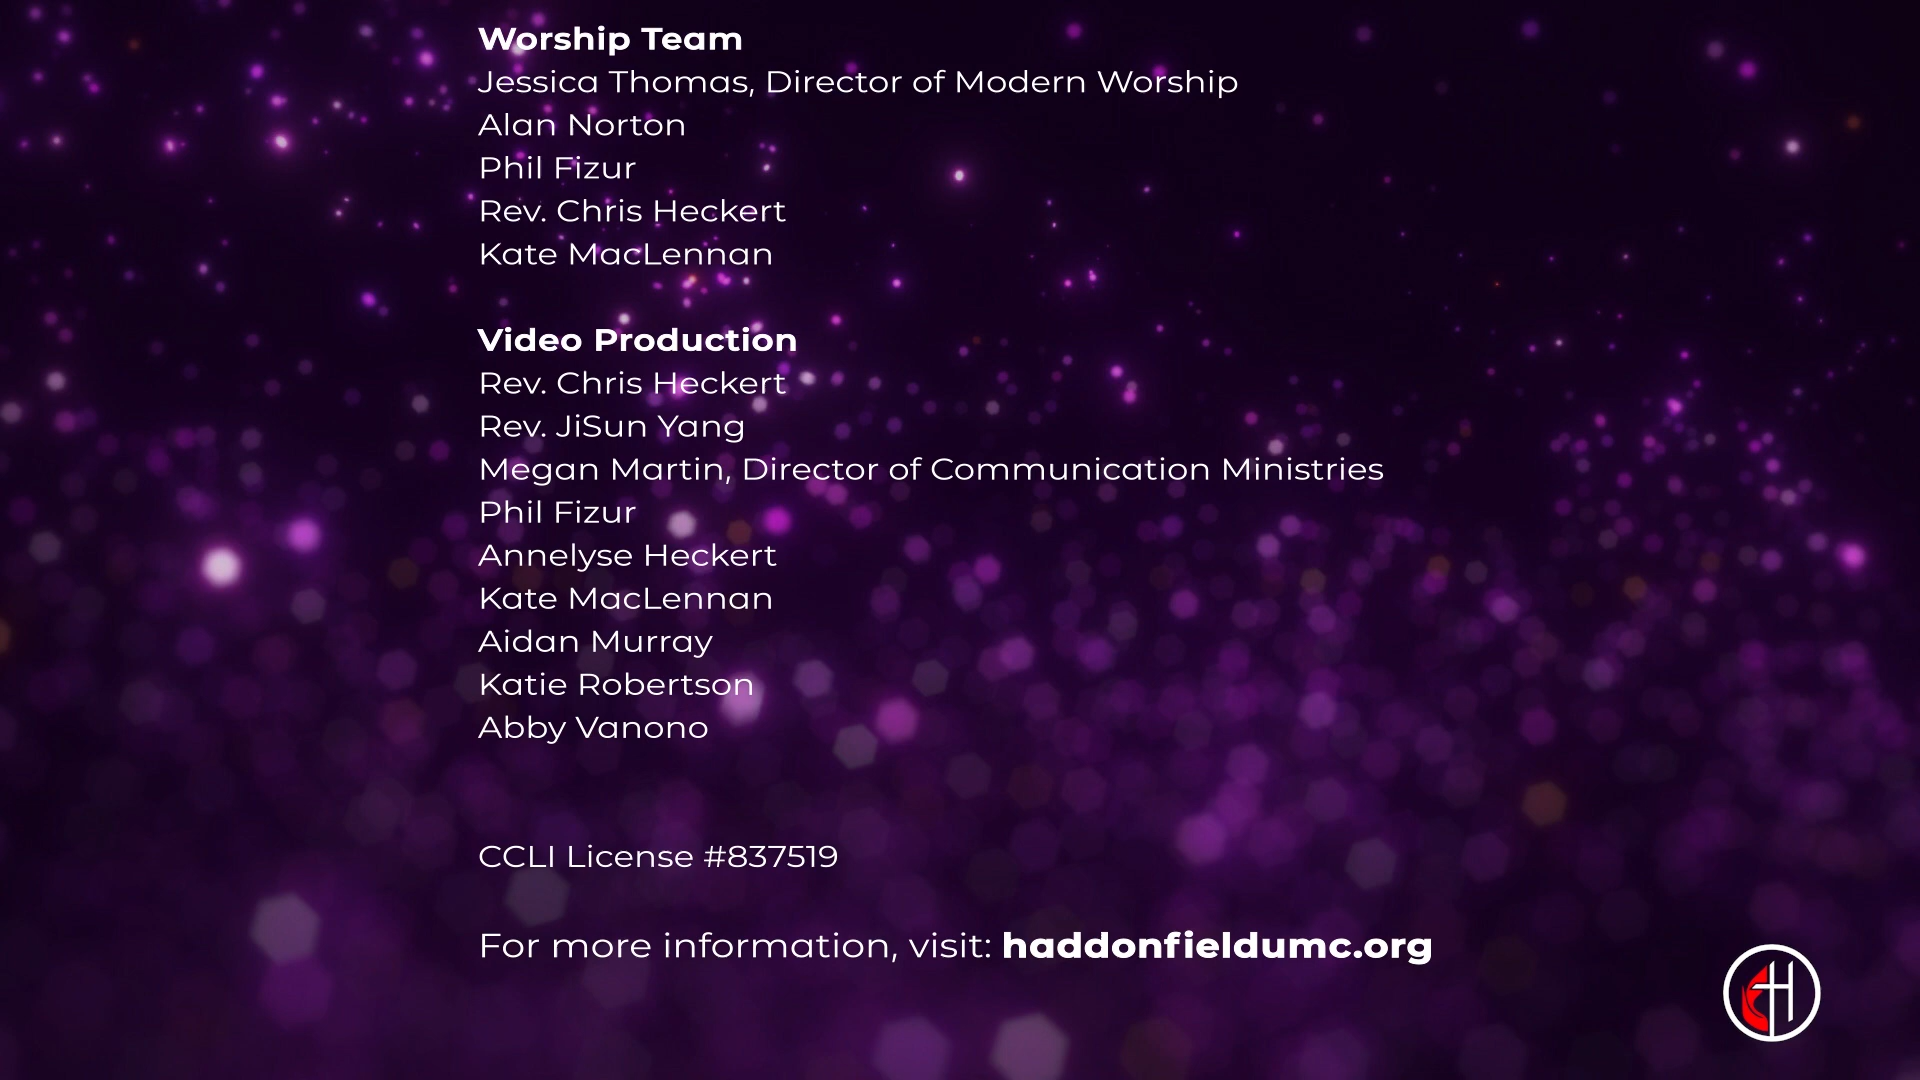 Worship Team
Jessica Thomas, Director of Modern Worship
Alan Norton
Phil Fizur
Rev. Chris Heckert
Kate MacLennan
Video Production
Rev. Chris Heckert
Rev. JiSun Yang
Megan Martin, Director of Communication Ministries
Phil Fizur
Annelyse Heckert
Kate MacLennan
Aidan Murray
Katie Robertson
Abby Vanono
CCLI License #837519
For more information, visit: haddonfieldumc.org
H